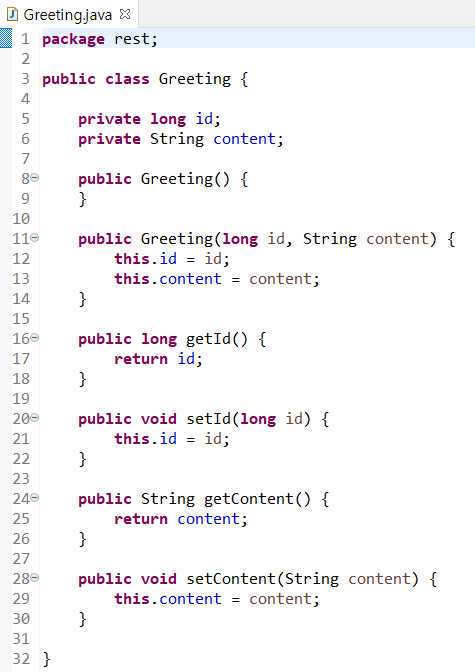 Greeting.java
1 package rest;
2
3 public class Greeting {
4
5     private long id;
6     private String content;
7
8     public Greeting() {
9     }
10
11     public Greeting(long id, String content) {
12         this.id = id;
13         this.content = content;
14     }
15
16     public long getId() {
17         return id;
18     }
19
20     public void setId(long id) {
21         this.id = id;
22     }
23
24     public String getContent() {
25         return content;
26     }
27
28     public void setContent(String content) {
29         this.content = content;
30     }
31
32 }